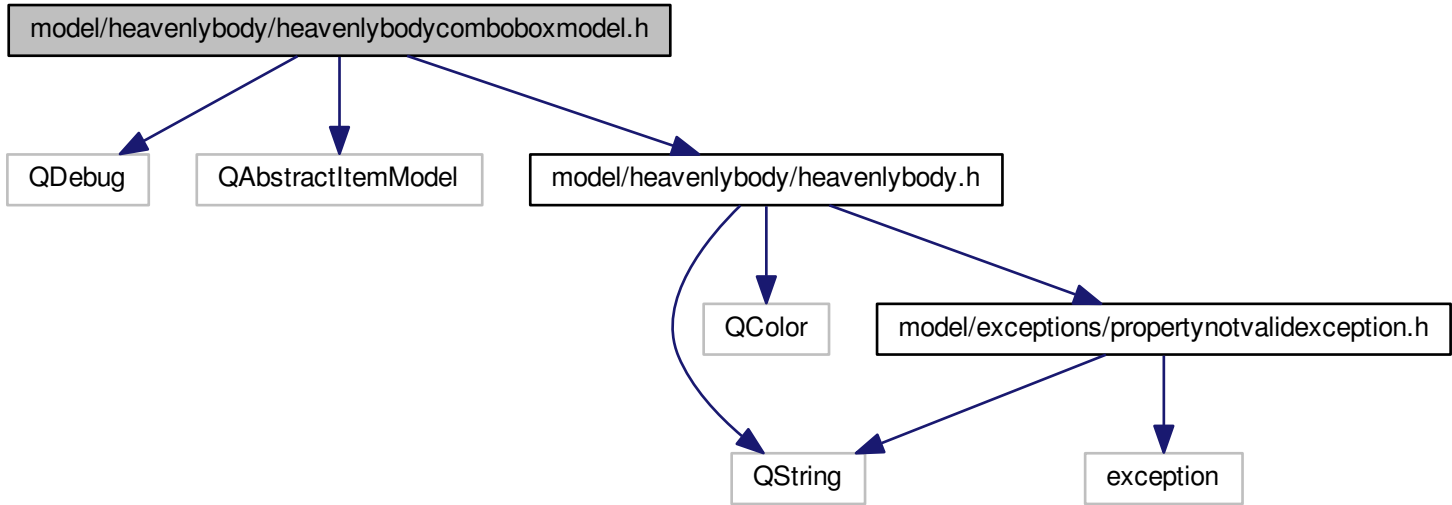 model/heavenlybody/heavenlybodycomboboxmodel.h
QDebug
QAbstractItemModel
model/heavenlybody/heavenlybody.h
QColor
model/exceptions/propertynotvalidexception.h
QString
exception